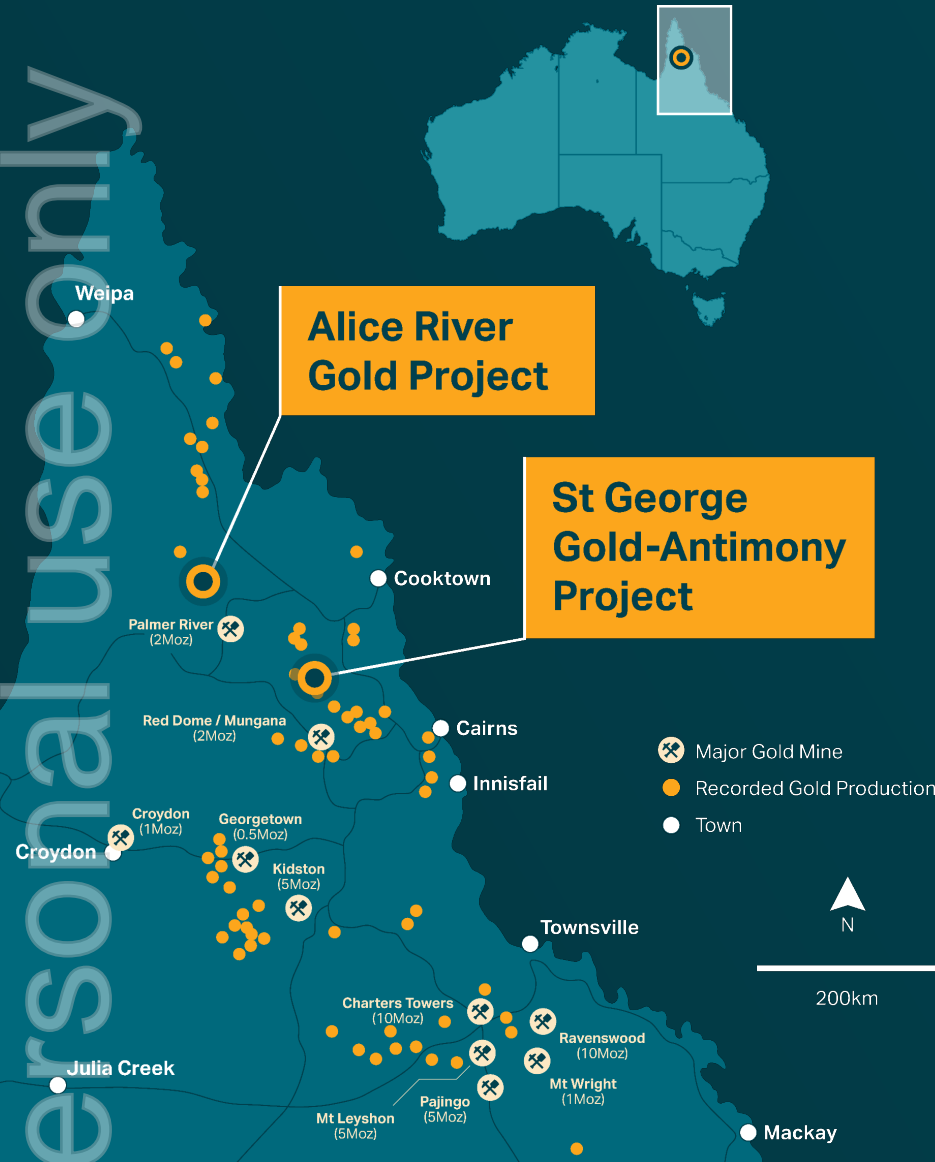 ersonal use only
Weipa
Alice River
Gold Project
St George
Gold-Antimony
Project
Cooktown
Palmer River
(2Moz)
Red Dome / Mungana
(2Moz)
Cairns
Innisfail
Major Gold Mine
Recorded Gold Production
Town
Croydon
(1Moz)
Georgetown
(0.5Moz)
Croydon
Kidston
(5Moz)
N
200km
Townsville
Charters Towers
(10Moz)
Ravenswood
(10Moz)
Julia Creek
Mt Wright
(1Moz)
Pajingo
(5Moz)
Mt Leyshon
(5Moz)
Mackay